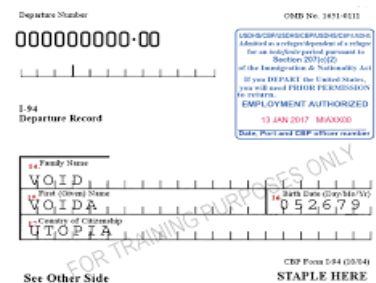 Departure Number
OMB No. 1651-0111
000000000·00
USDHS/CBP/USDHS/CBP/USDHS/CBP/USDHS
Admitted as a refugee/dependent of a refugee
for an indefinite period pursuant to
Section 207(c)(2)
of the Immigration & Nationality Act
If you DEPART the United States,
you will need PRIOR PERMISSION
to return.
EMPLOYMENT AUTHORIZED
13 JAN 2017 MIAXX00
Date, Port and CBP officer number
I-94
Departure Record
14. Family Name
VOID
15. First (Given) Name
16. Birth Date (Day/Mo/Yr)
VOIDA
052679
17. Country of Citizenship
UTOPIA
FOR TRAINING PURPOSES ONLY
CBP Form I-94 (10/04)
See Other Side
STAPLE HERE